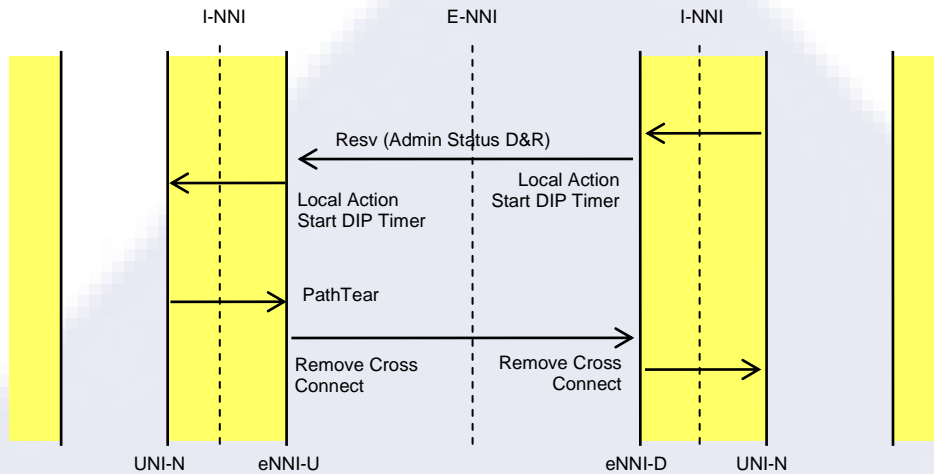 I-NNI
E-NNI
I-NNI
Resv (Admin Status D&R)
Local Action
Start DIP Timer
Local Action
Start DIP Timer
PathTear
Remove Cross
Connect
Remove Cross
Connect
UNI-N
eNNI-U
eNNI-D
UNI-N